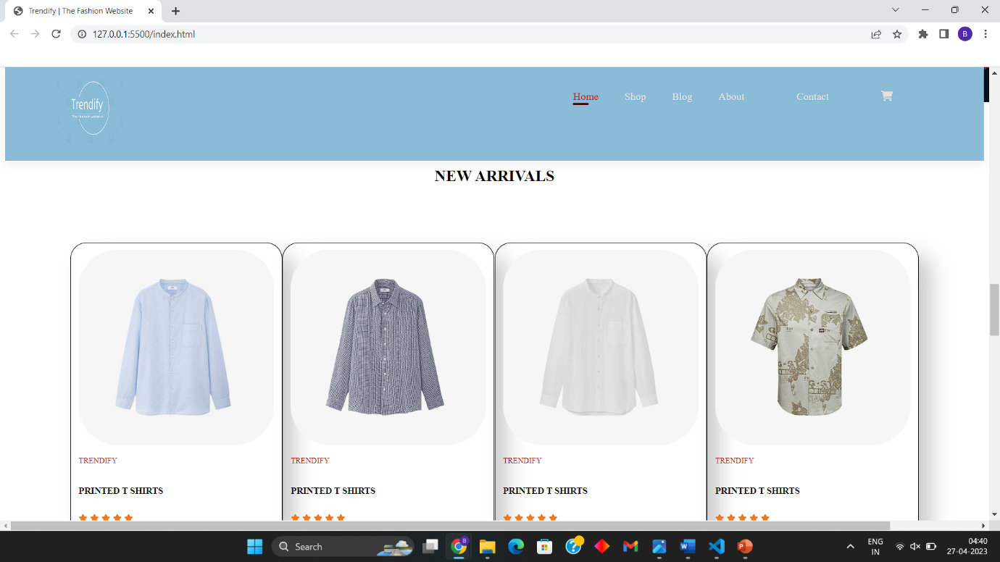 Trendify | The Fashion Website
127.0.0.1:5500/index.html
B
Trendify
Home Shop Blog About Contact
NEW ARRIVALS
TRENDIFY TRENDIFY TRENDIFY TRENDIFY
PRINTED T SHIRTS PRINTED T SHIRTS PRINTED T SHIRTS PRINTED T SHIRTS
Search
ENG
IN
04:40
27-04-2023